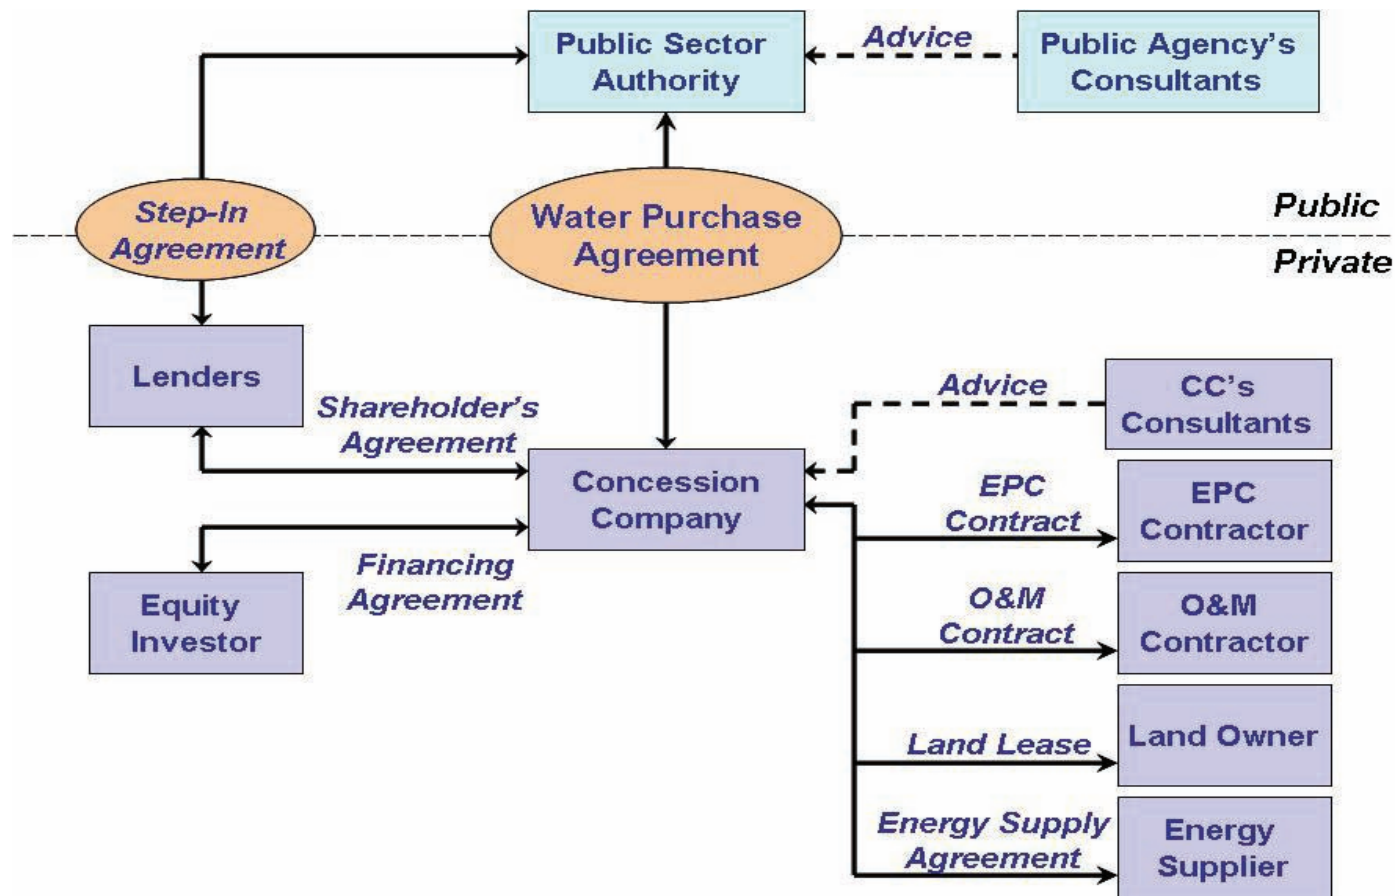 Public Sector
Authority
Advice
Public Agency's
Consultants
Step-In
Agreement
Water Purchase
Agreement
Public
Private
Lenders
Shareholder's
Agreement
Advice
CC's
Consultants
Concession
Company
EPC
Contract
EPC
Contractor
Financing
Agreement
Equity
Investor
O&M
Contract
O&M
Contractor
Land Lease
Land Owner
Energy Supply
Agreement
Energy
Supplier